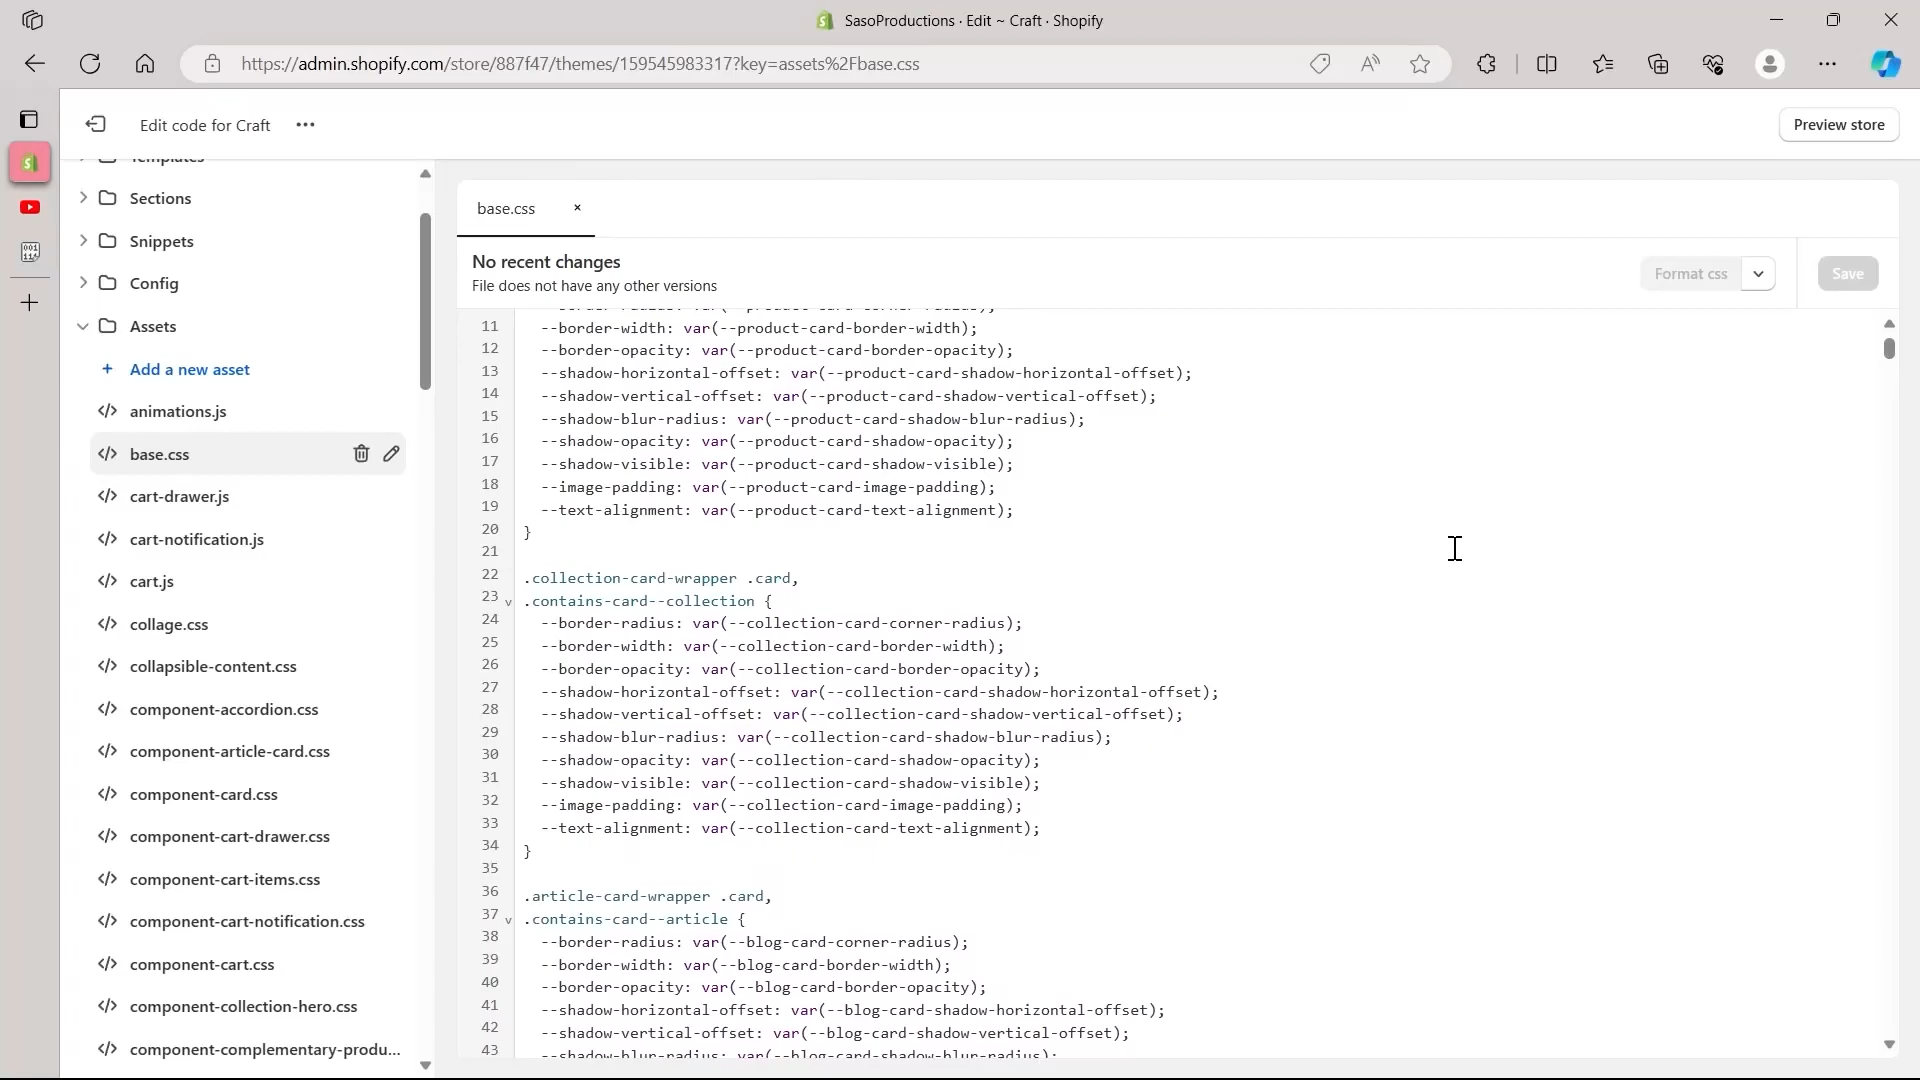 SasoProductions · Edit ~ Craft · Shopify
https://admin.shopify.com/store/887f47/themes/159545983317?key=assets%2Fbase.css
Edit code for Craft
Preview store
Templates
Sections
Snippets
Config
Assets
+ Add a new asset
animations.js
base.css
cart-drawer.js
cart-notification.js
cart.js
collage.css
collapsible-content.css
component-accordion.css
component-article-card.css
component-card.css
component-cart-drawer.css
component-cart-items.css
component-cart-notification.css
component-cart.css
component-collection-hero.css
component-complementary-produ...
base.css ×
No recent changes
File does not have any other versions
Format css
Save
11 --border-width: var(--product-card-border-width);
12 --border-opacity: var(--product-card-border-opacity);
13 --shadow-horizontal-offset: var(--product-card-shadow-horizontal-offset);
14 --shadow-vertical-offset: var(--product-card-shadow-vertical-offset);
15 --shadow-blur-radius: var(--product-card-shadow-blur-radius);
16 --shadow-opacity: var(--product-card-shadow-opacity);
17 --shadow-visible: var(--product-card-shadow-visible);
18 --image-padding: var(--product-card-image-padding);
19 --text-alignment: var(--product-card-text-alignment);
20 }
21
22 .collection-card-wrapper .card,
23 .contains-card--collection {
24 --border-radius: var(--collection-card-corner-radius);
25 --border-width: var(--collection-card-border-width);
26 --border-opacity: var(--collection-card-border-opacity);
27 --shadow-horizontal-offset: var(--collection-card-shadow-horizontal-offset);
28 --shadow-vertical-offset: var(--collection-card-shadow-vertical-offset);
29 --shadow-blur-radius: var(--collection-card-shadow-blur-radius);
30 --shadow-opacity: var(--collection-card-shadow-opacity);
31 --shadow-visible: var(--collection-card-shadow-visible);
32 --image-padding: var(--collection-card-image-padding);
33 --text-alignment: var(--collection-card-text-alignment);
34 }
35
36 .article-card-wrapper .card,
37 .contains-card--article {
38 --border-radius: var(--blog-card-corner-radius);
39 --border-width: var(--blog-card-border-width);
40 --border-opacity: var(--blog-card-border-opacity);
41 --shadow-horizontal-offset: var(--blog-card-shadow-horizontal-offset);
42 --shadow-vertical-offset: var(--blog-card-shadow-vertical-offset);
43 --shadow-blur-radius: var(--blog-card-shadow-blur-radius);